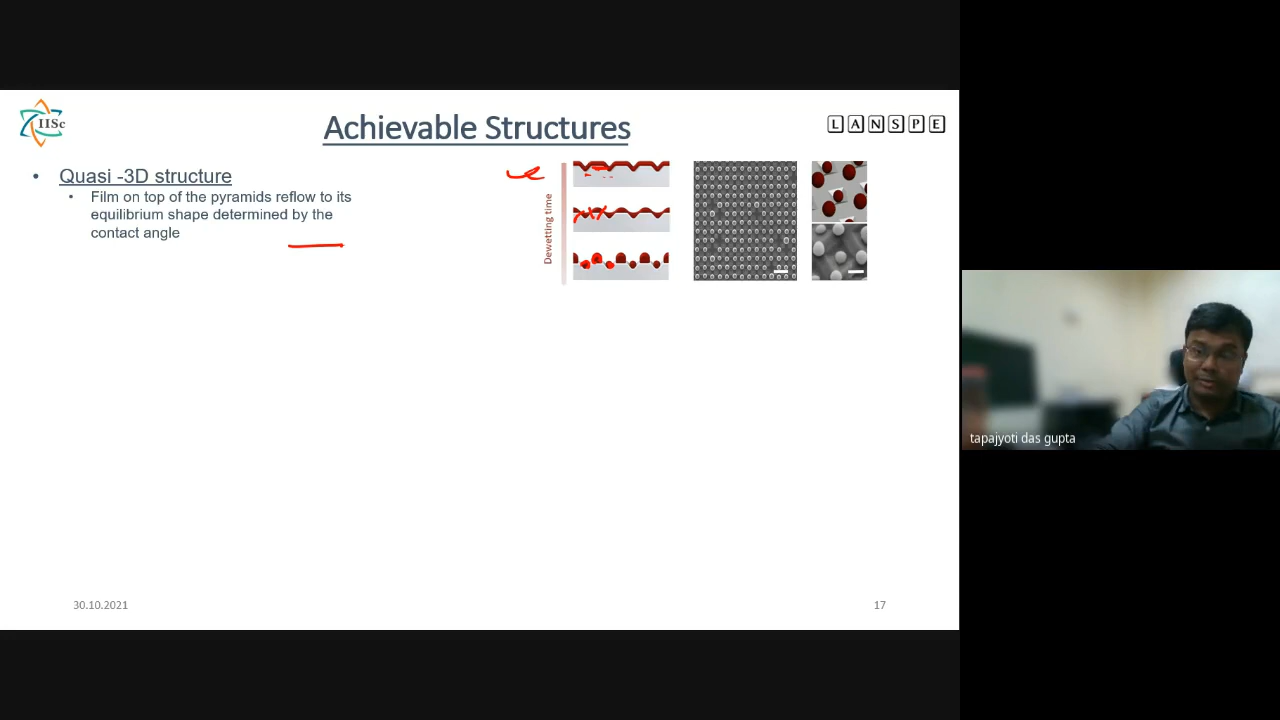 IISc
Achievable Structures
LANSPE
• Quasi -3D structure
• Film on top of the pyramids reflow to its
equilibrium shape determined by the
contact angle
Dewetting time
tapajyoti das gupta
30.10.2021
17